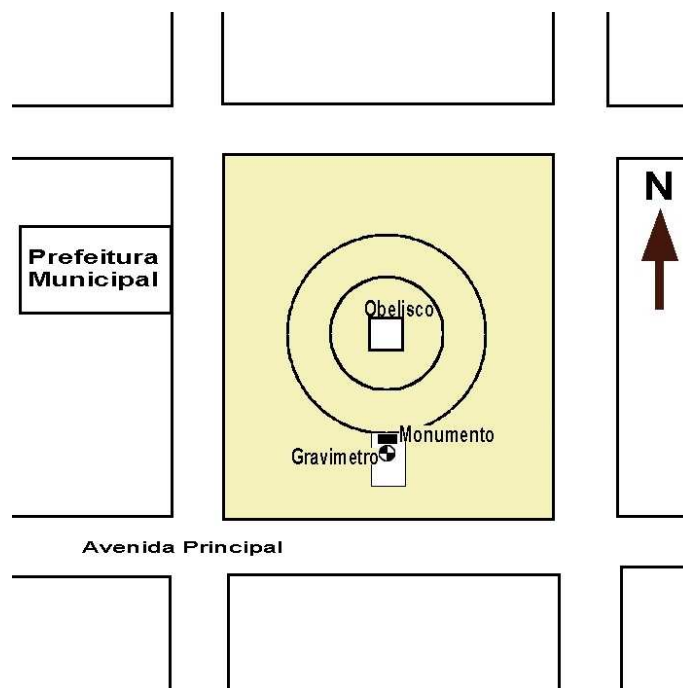 N
Prefeitura
Municipal
Obelisco
Monumento
Gravimetro
Avenida Principal